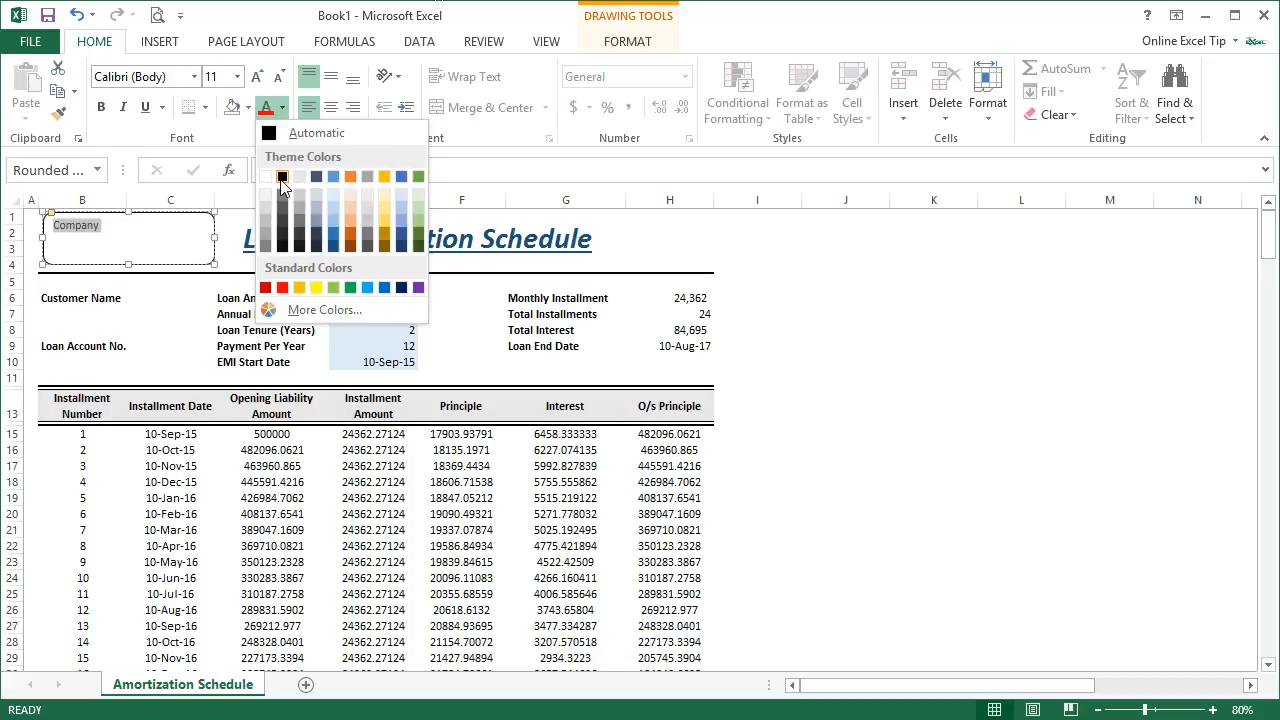 Book1 - Microsoft Excel
DRAWING TOOLS
FILE HOME INSERT PAGE LAYOUT FORMULAS DATA REVIEW VIEW FORMAT
Online Excel Tip
Paste
Calibri (Body) 11
B I U
Wrap Text
Merge & Center
General
$ % ,
Conditional Formatting
Format as Table
Cell Styles
Insert Delete Format
AutoSum
Fill
Clear
Sort & Filter
Find & Select
Clipboard Font Number Styles Cells Editing
Rounded ...
fx
Automatic
Theme Colors
Standard Colors
More Colors...
B C F G H I J K L M N
Company
Schedule
Customer Name
Loan Account No.
Loan Tenure (Years) 2
Payment Per Year 12
EMI Start Date 10-Sep-15
Monthly Installment 24,362
Total Installments 24
Total Interest 84,695
Loan End Date 10-Aug-17
Installment Number Installment Date Opening Liability Amount Installment Amount Principle Interest O/s Principle
15 1 10-Sep-15 500000 24362.27124 17903.93791 6458.333333 482096.0621
16 2 10-Oct-15 482096.0621 24362.27124 18135.1971 6227.074135 463960.865
17 3 10-Nov-15 463960.865 24362.27124 18369.4434 5992.827839 445591.4216
18 4 10-Dec-15 445591.4216 24362.27124 18606.71538 5755.555862 426984.7062
19 5 10-Jan-16 426984.7062 24362.27124 18847.05212 5515.219122 408137.6541
20 6 10-Feb-16 408137.6541 24362.27124 19090.49321 5271.778032 389047.1609
21 7 10-Mar-16 389047.1609 24362.27124 19337.07874 5025.192495 369710.0821
22 8 10-Apr-16 369710.0821 24362.27124 19586.84934 4775.421894 350123.2328
23 9 10-May-16 350123.2328 24362.27124 19839.84615 4522.42509 330283.3867
24 10 10-Jun-16 330283.3867 24362.27124 20096.11083 4266.160411 310187.2758
25 11 10-Jul-16 310187.2758 24362.27124 20355.68559 4006.585646 289831.5902
26 12 10-Aug-16 289831.5902 24362.27124 20618.6132 3743.65804 269212.977
27 13 10-Sep-16 269212.977 24362.27124 20884.93695 3477.334287 248328.0401
28 14 10-Oct-16 248328.0401 24362.27124 21154.70072 3207.570518 227173.3394
29 15 10-Nov-16 227173.3394 24362.27124 21427.94894 2934.3223 205745.3904
Amortization Schedule
READY
80%